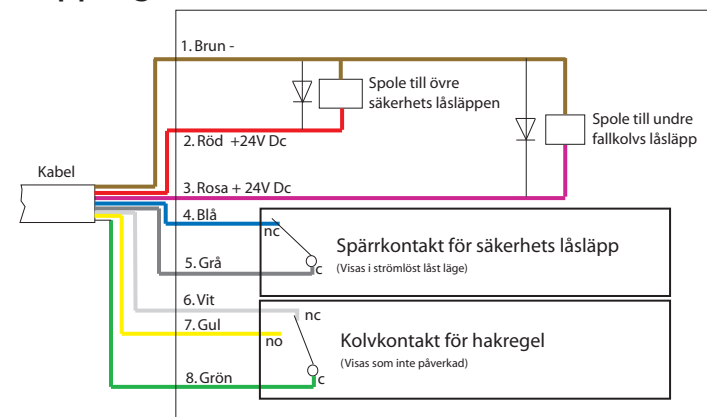 1. Brun -
Spole till övre
säkerhets låsläppen
Spole till undre
fallkolvs låsläpp
2. Röd +24V Dc
Kabel
3. Rosa + 24V Dc
4. Blå
nc
Spärrkontakt för säkerhets låsläpp
(Visas i strömlöst låst läge)
5. Grå
c
6. Vit
nc
7. Gul
no
Kolvkontakt för hakregel
(Visas som inte påverkad)
8. Grön
c